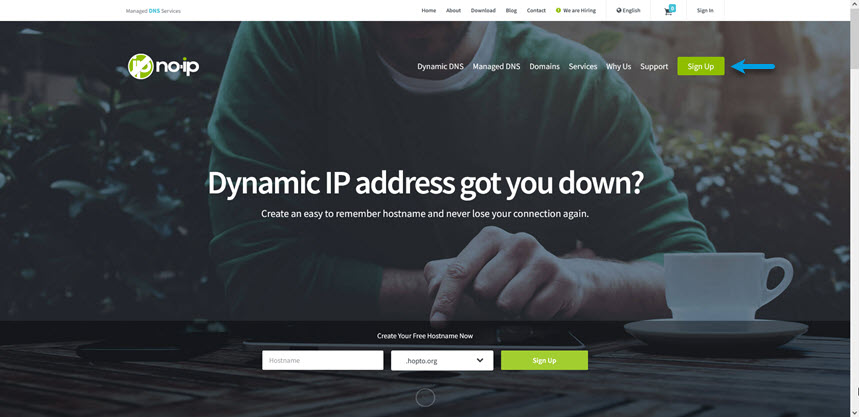 Managed DNS Services
Home About Download Blog Contact We are Hiring English 0 Sign In
no-ip
Dynamic DNS Managed DNS Domains Services Why Us Support Sign Up
Dynamic IP address got you down?
Create an easy to remember hostname and never lose your connection again.
Create Your Free Hostname Now
Hostname .hopto.org Sign Up